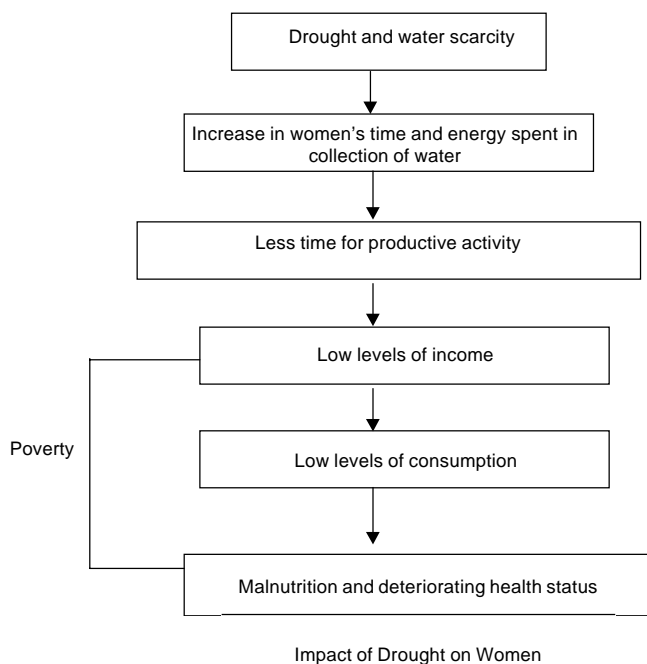 Drought and water scarcity
Increase in women's time and energy spent in
collection of water
Less time for productive activity
Low levels of income
Poverty
Low levels of consumption
Malnutrition and deteriorating health status
Impact of Drought on Women